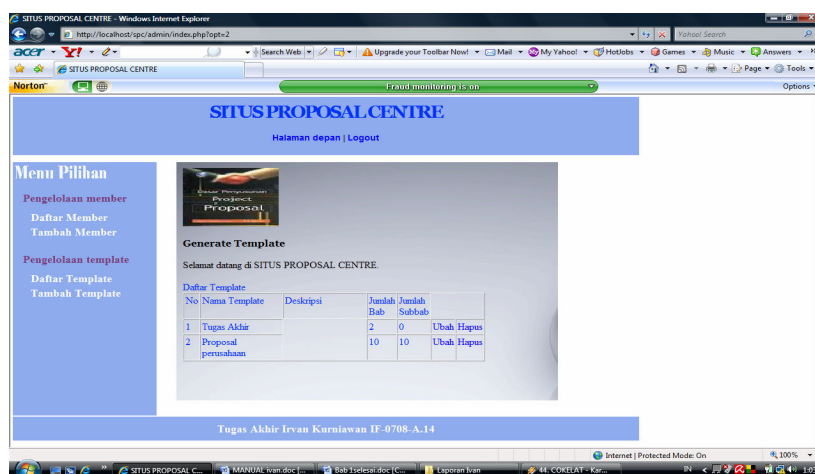 SITUS PROPOSAL CENTRE - Windows Internet Explorer
http://localhost/spc/admin/index.php?opt=2
Yahoo! Search
acer Y! Search Web Upgrade your Toolbar Now! Mail My Yahoo! HotJobs Games Music Answers
SITUS PROPOSAL CENTRE
Page Tools
Norton Fraud monitoring is on Options
SITUS PROPOSAL CENTRE
Halaman depan | Logout
Menu Pilihan
Pengelolaan member
Daftar Member
Tambah Member
Pengelolaan template
Daftar Template
Tambah Template
Dasar Penyusunan
Project
Proposal
Generate Template
Selamat datang di SITUS PROPOSAL CENTRE.
Daftar Template
No Nama Template Deskripsi Jumlah Bab Jumlah Subbab
1 Tugas Akhir 2 0 Ubah Hapus
2 Proposal perusahaan 10 10 Ubah Hapus
Tugas Akhir Irvan Kurniawan IF-0708-A.14
Internet | Protected Mode: On 100%
SITUS PROPOSAL C... MANUAL ivan.doc [... Bab 1selesai.doc [C... Laporan Ivan 44. COKELAT - Kar... IN